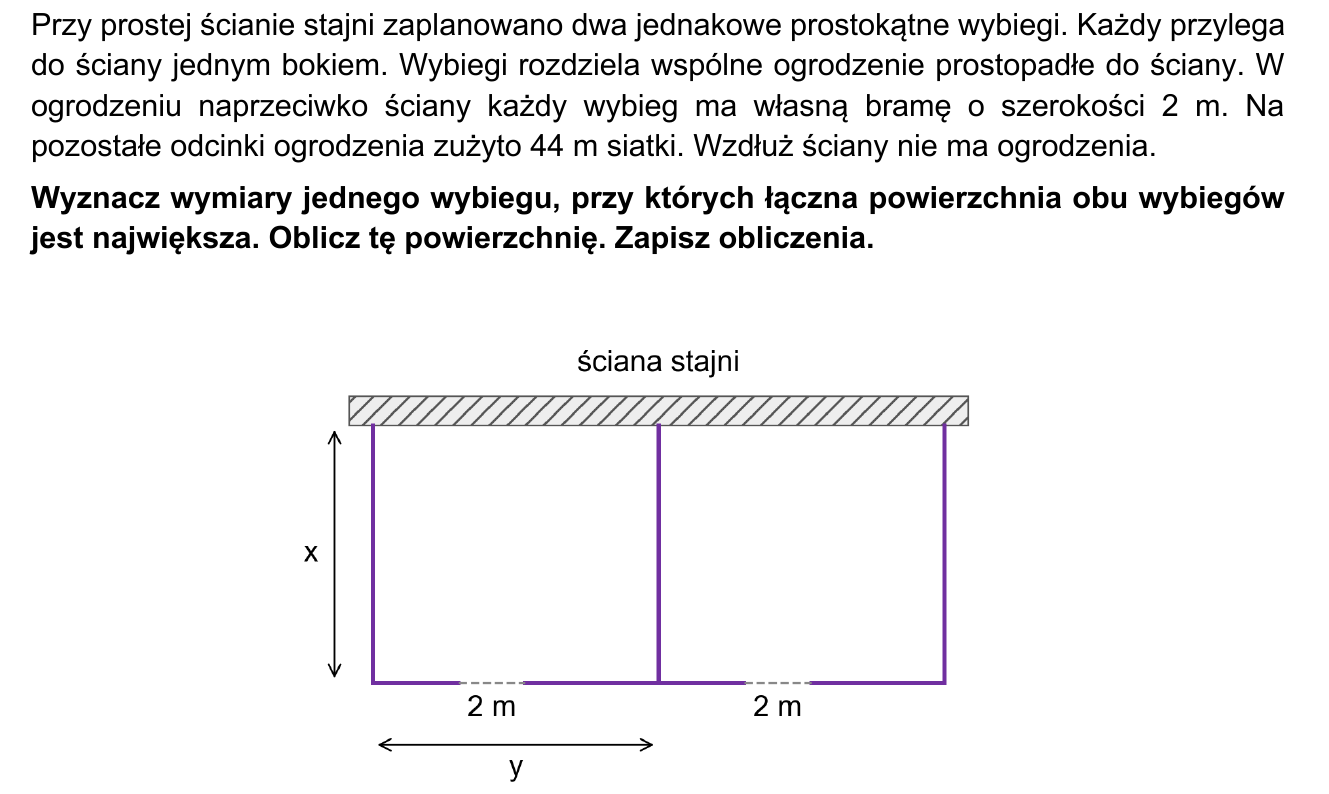 Przy prostej ścianie stajni zaplanowano dwa jednakowe prostokątne wybiegi. Każdy przylega
do ściany jednym bokiem. Wybiegi rozdziela wspólne ogrodzenie prostopadłe do ściany. W
ogrodzeniu naprzeciwko ściany każdy wybieg ma własną bramę o szerokości 2 m. Na
pozostałe odcinki ogrodzenia zużyto 44 m siatki. Wzdłuż ściany nie ma ogrodzenia.
Wyznacz wymiary jednego wybiegu, przy których łączna powierzchnia obu wybiegów
jest największa. Oblicz tę powierzchnię. Zapisz obliczenia.
ściana stajni
x
2 m 2 m
y